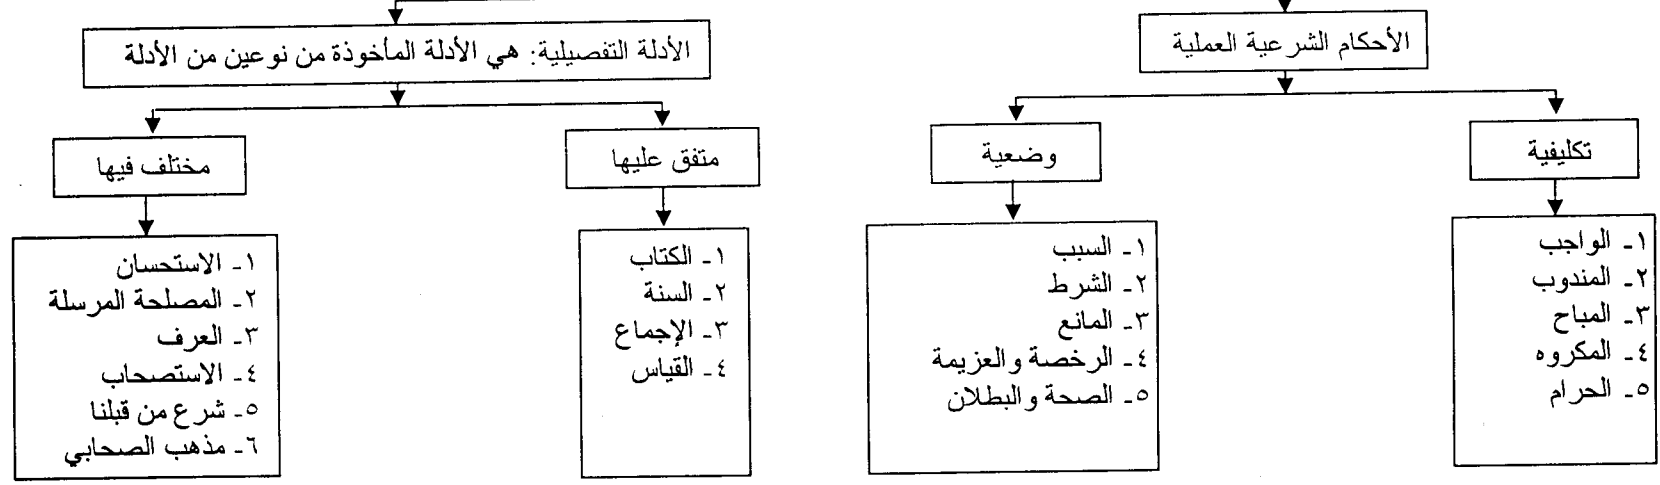 الأحكام الشرعية العملية
الأدلة التفصيلية: هي الأدلة المأخوذة من نوعين من الأدلة
تكليفية
وضعية
متفق عليها
مختلف فيها
١- الواجب
٢- المندوب
٣- المباح
٤- المكروه
٥- الحرام
١- السبب
٢- الشرط
٣- المانع
٤- الرخصة والعزيمة
٥- الصحة والبطلان
١- الكتاب
٢- السنة
٣- الإجماع
٤- القياس
١- الاستحسان
٢- المصلحة المرسلة
٣- العرف
٤- الاستصحاب
٥- شرع من قبلنا
٦- مذهب الصحابي